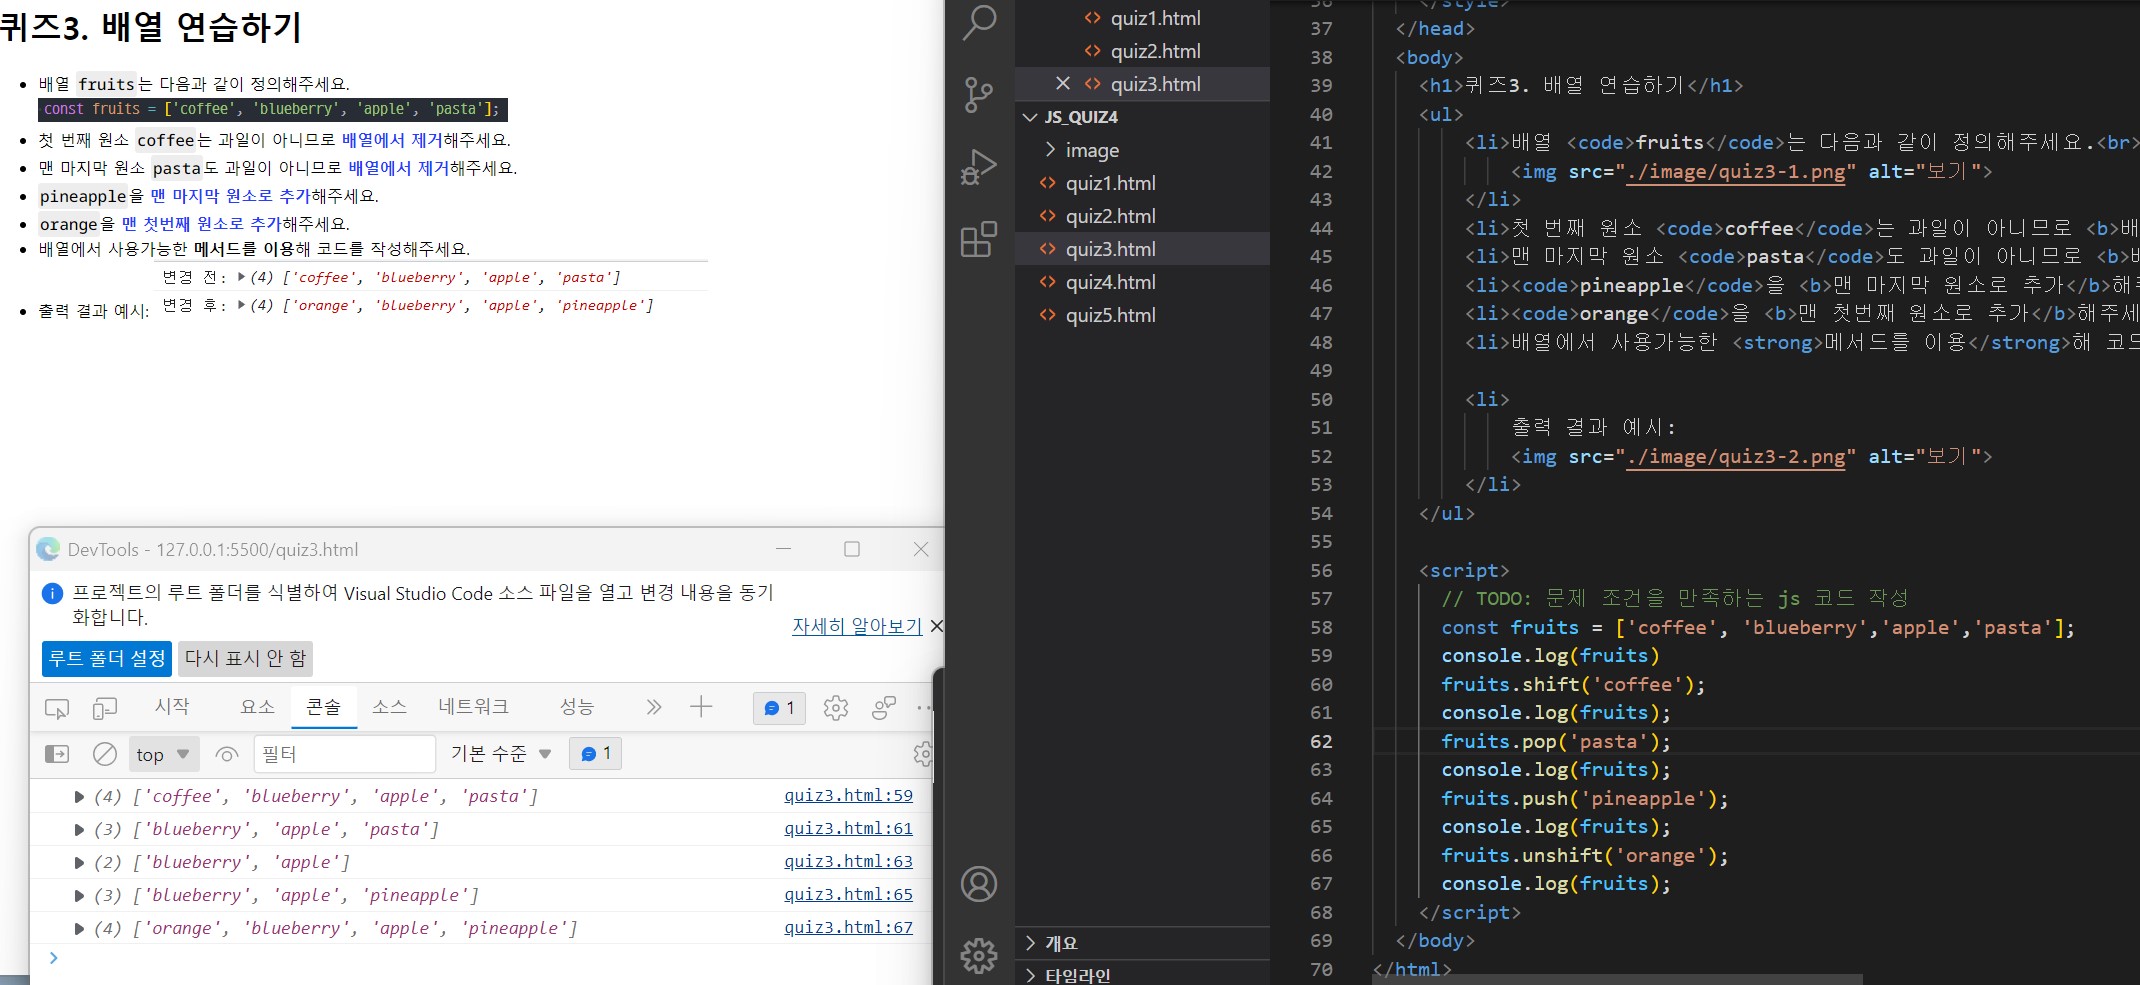 퀴즈3. 배열 연습하기
배열 fruits는 다음과 같이 정의해주세요.
const fruits = ['coffee', 'blueberry', 'apple', 'pasta'];
첫 번째 원소 coffee는 과일이 아니므로 배열에서 제거해주세요.
맨 마지막 원소 pasta도 과일이 아니므로 배열에서 제거해주세요.
pineapple을 맨 마지막 원소로 추가해주세요.
orange을 맨 첫번째 원소로 추가해주세요.
배열에서 사용가능한 메서드를 이용해 코드를 작성해주세요.
출력 결과 예시:
변경 전: (4) ['coffee', 'blueberry', 'apple', 'pasta']
변경 후: (4) ['orange', 'blueberry', 'apple', 'pineapple']
DevTools - 127.0.0.1:5500/quiz3.html
프로젝트의 루트 폴더를 식별하여 Visual Studio Code 소스 파일을 열고 변경 내용을 동기
화합니다.
자세히 알아보기
루트 폴더 설정 다시 표시 안 함
시작 요소 콘솔 소스 네트워크 성능 1
top 필터 기본 수준 1
(4) ['coffee', 'blueberry', 'apple', 'pasta'] quiz3.html:59
(3) ['blueberry', 'apple', 'pasta'] quiz3.html:61
(2) ['blueberry', 'apple'] quiz3.html:63
(3) ['blueberry', 'apple', 'pineapple'] quiz3.html:65
(4) ['orange', 'blueberry', 'apple', 'pineapple'] quiz3.html:67
quiz1.html
quiz2.html
quiz3.html
JS_QUIZ4
image
quiz1.html
quiz2.html
quiz3.html
quiz4.html
quiz5.html
개요
타임라인
36 </style>
37 </head>
38 <body>
39 <h1>퀴즈3. 배열 연습하기</h1>
40 <ul>
41 <li>배열 <code>fruits</code>는 다음과 같이 정의해주세요.<br>
42 <img src="./image/quiz3-1.png" alt="보기">
43 </li>
44 <li>첫 번째 원소 <code>coffee</code>는 과일이 아니므로 <b>배
45 <li>맨 마지막 원소 <code>pasta</code>도 과일이 아니므로 <b>
46 <li><code>pineapple</code>을 <b>맨 마지막 원소로 추가</b>해
47 <li><code>orange</code>을 <b>맨 첫번째 원소로 추가</b>해주세
48 <li>배열에서 사용가능한 <strong>메서드를 이용</strong>해 코
49
50 <li>
51 출력 결과 예시:
52 <img src="./image/quiz3-2.png" alt="보기">
53 </li>
54 </ul>
55
56 <script>
57 // TODO: 문제 조건을 만족하는 js 코드 작성
58 const fruits = ['coffee', 'blueberry','apple','pasta'];
59 console.log(fruits)
60 fruits.shift('coffee');
61 console.log(fruits);
62 fruits.pop('pasta');
63 console.log(fruits);
64 fruits.push('pineapple');
65 console.log(fruits);
66 fruits.unshift('orange');
67 console.log(fruits);
68 </script>
69 </body>
70 </html>